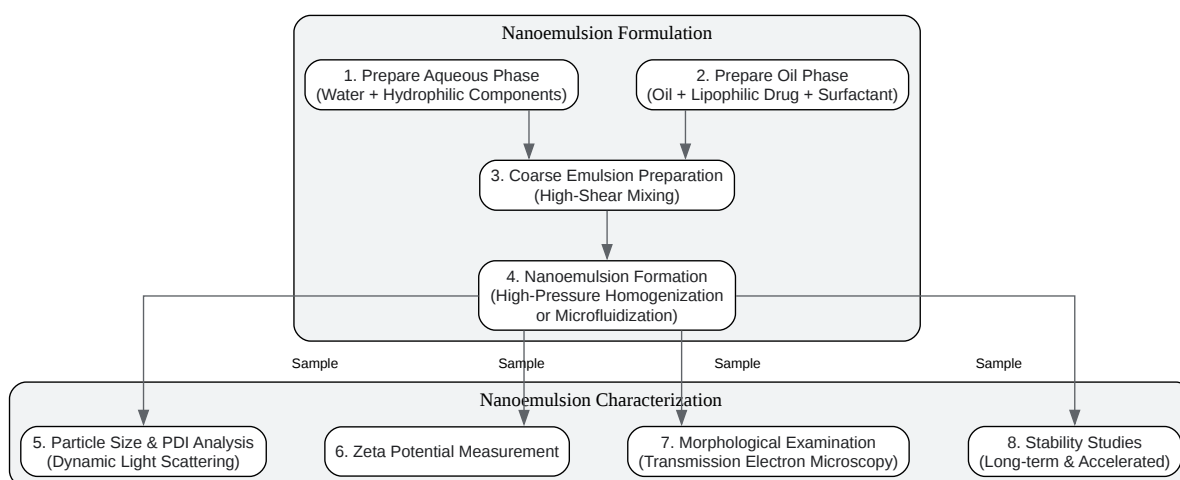 Nanoemulsion Formulation
1. Prepare Aqueous Phase
(Water + Hydrophilic Components)
2. Prepare Oil Phase
(Oil + Lipophilic Drug + Surfactant)
3. Coarse Emulsion Preparation
(High-Shear Mixing)
4. Nanoemulsion Formation
(High-Pressure Homogenization
or Microfluidization)
Sample
Sample
Sample
Sample
Nanoemulsion Characterization
5. Particle Size & PDI Analysis
(Dynamic Light Scattering)
6. Zeta Potential Measurement
7. Morphological Examination
(Transmission Electron Microscopy)
8. Stability Studies
(Long-term & Accelerated)